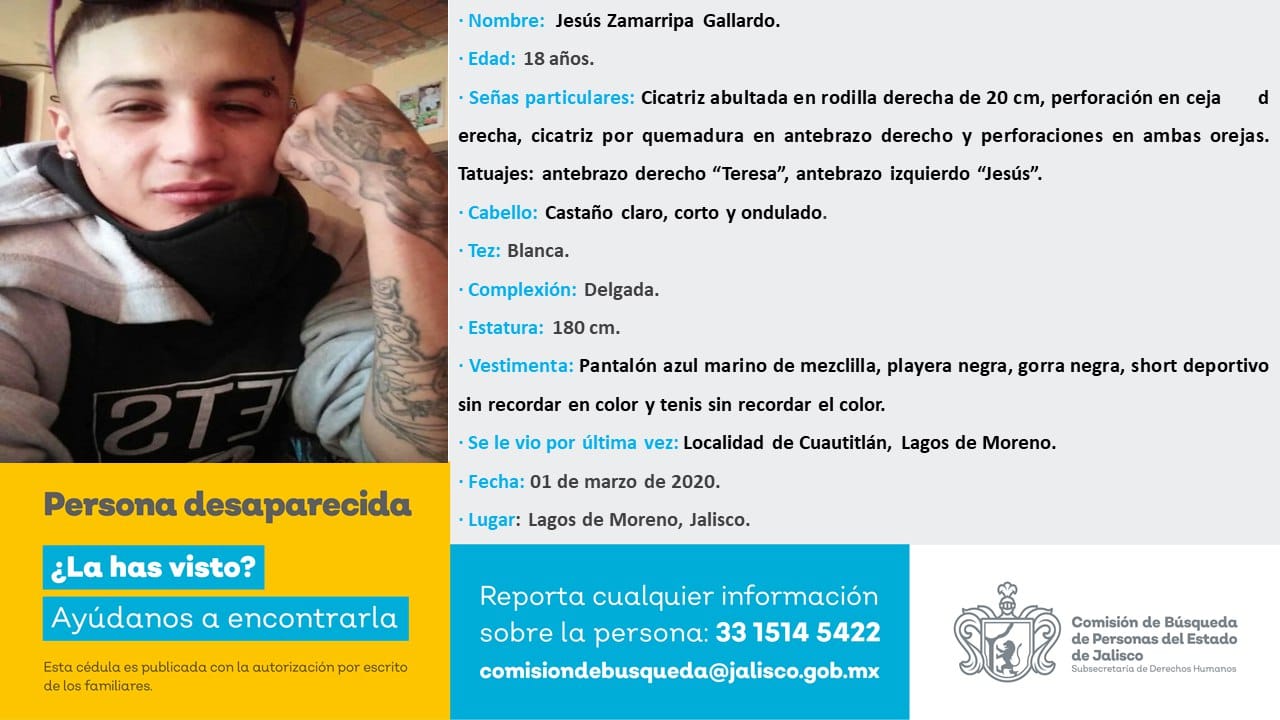 · Nombre: Jesús Zamarripa Gallardo.
· Edad: 18 años.
· Señas particulares: Cicatriz abultada en rodilla derecha de 20 cm, perforación en ceja d
erecha, cicatriz por quemadura en antebrazo derecho y perforaciones en ambas orejas.
Tatuajes: antebrazo derecho “Teresa”, antebrazo izquierdo “Jesús”.
· Cabello: Castaño claro, corto y ondulado.
· Tez: Blanca.
· Complexión: Delgada.
· Estatura: 180 cm.
· Vestimenta: Pantalón azul marino de mezclilla, playera negra, gorra negra, short deportivo
sin recordar en color y tenis sin recordar el color.
· Se le vio por última vez: Localidad de Cuautitlán, Lagos de Moreno.
· Fecha: 01 de marzo de 2020.
· Lugar: Lagos de Moreno, Jalisco.
Persona desaparecida
¿La has visto?
Ayúdanos a encontrarla
Esta cédula es publicada con la autorización por escrito
de los familiares.
Reporta cualquier información
sobre la persona: 33 1514 5422
comisiondebusqueda@jalisco.gob.mx
Comisión de Búsqueda
de Personas del Estado
de Jalisco
Subsecretaría de Derechos Humanos